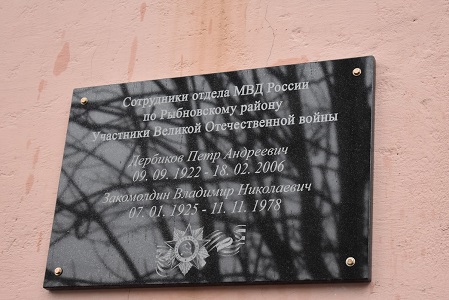 Сотрудники отдела МВД России
по Рыбновскому району
Участники Великой Отечественной войны
Дербиков Петр Андреевич
09. 09. 1922 - 18. 02. 2006
Закомолдин Владимир Николаевич
07. 01. 1925 - 11. 11. 1978